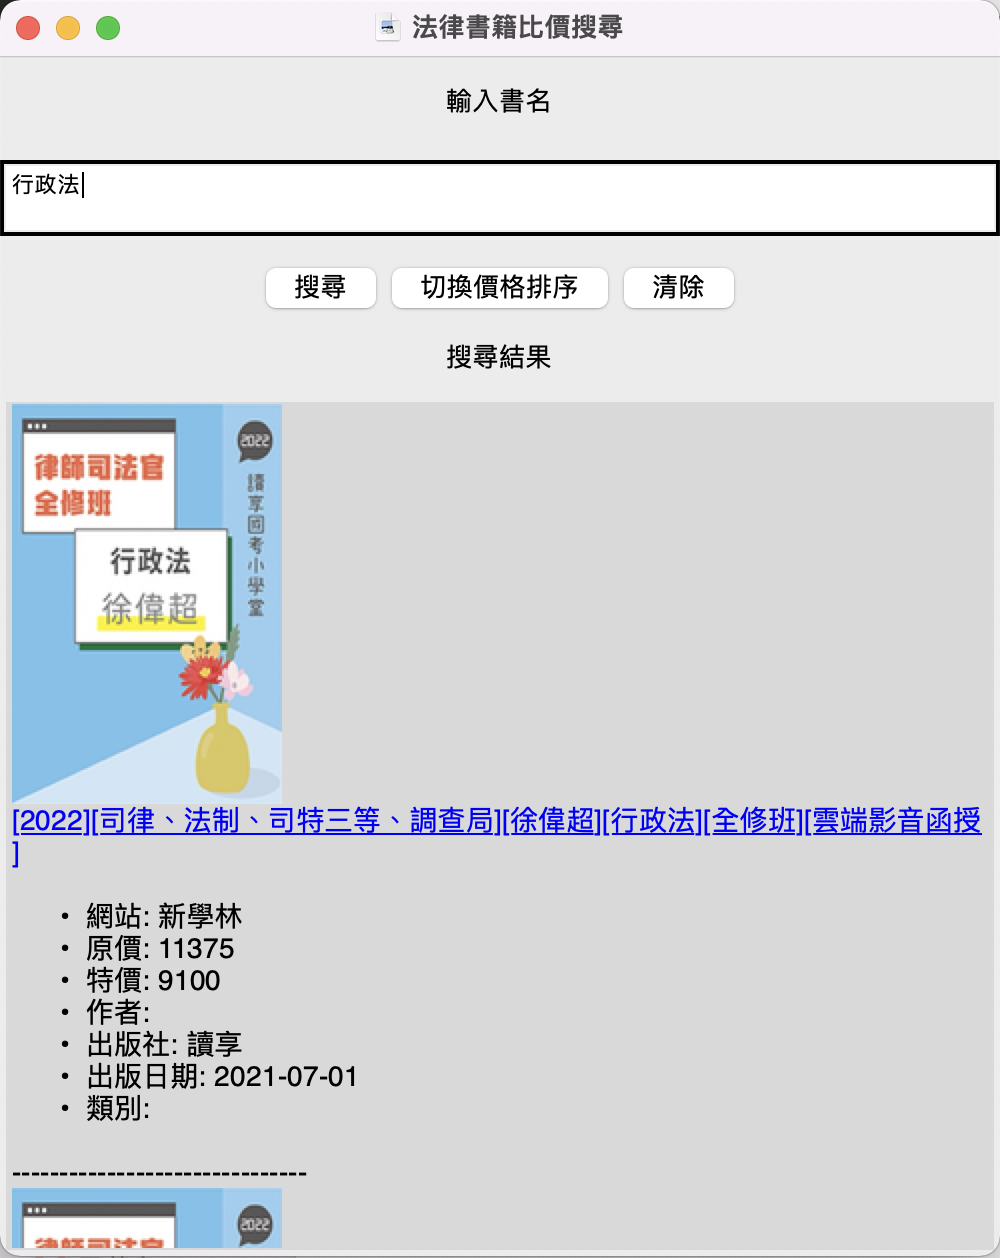 法律書籍比價搜尋
輸入書名
行政法
搜尋 切換價格排序 清除
搜尋結果
2022
律師司法官
全修班
讀享國考小學堂
行政法
徐偉超
[2022][司律、法制、司特三等、調查局][徐偉超][行政法][全修班][雲端影音函授
]
• 網站: 新學林
• 原價: 11375
• 特價: 9100
• 作者:
• 出版社: 讀享
• 出版日期: 2021-07-01
• 類別:
------------------------------
2022
律師司法官